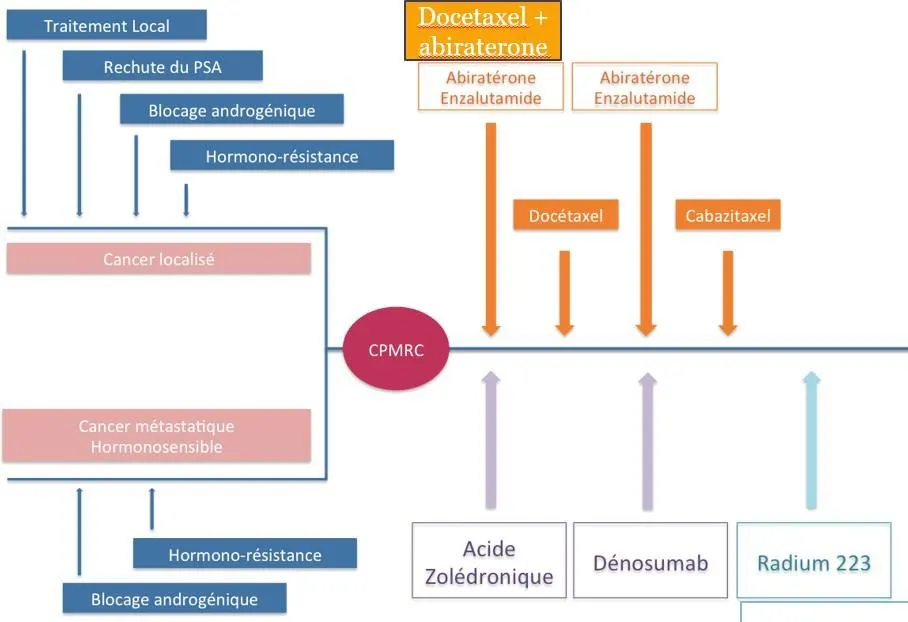 Traitement Local
Rechute du PSA
Blocage androgénique
Hormono-résistance
Cancer localisé
Cancer métastatique
Hormonosensible
Hormono-résistance
Blocage androgénique
CPMRC
Docetaxel +
abiraterone
Abiratérone
Enzalutamide
Abiratérone
Enzalutamide
Docétaxel
Cabazitaxel
Acide
Zolédronique
Dénosumab
Radium 223